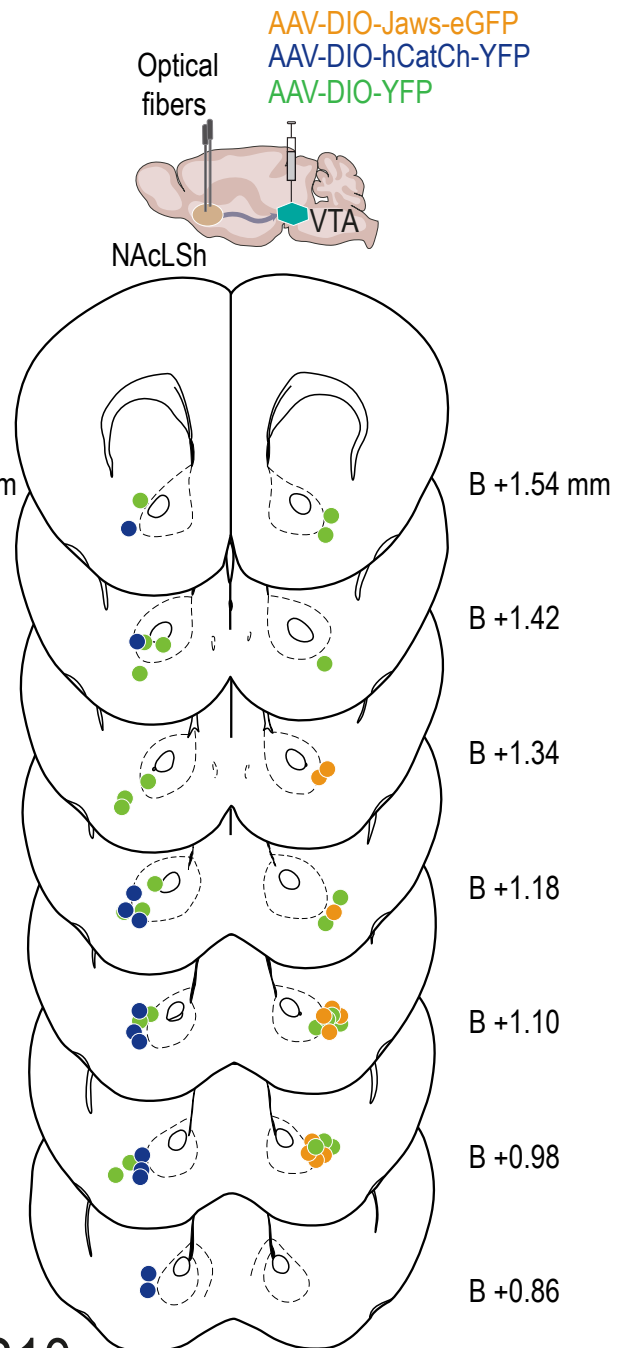 AAV-DIO-Jaws-eGFP
AAV-DIO-hCatCh-YFP
AAV-DIO-YFP
Optical
fibers
VTA
NAcLSh
m
B +1.54 mm
B +1.42
B +1.34
B +1.18
B +1.10
B +0.98
B +0.86